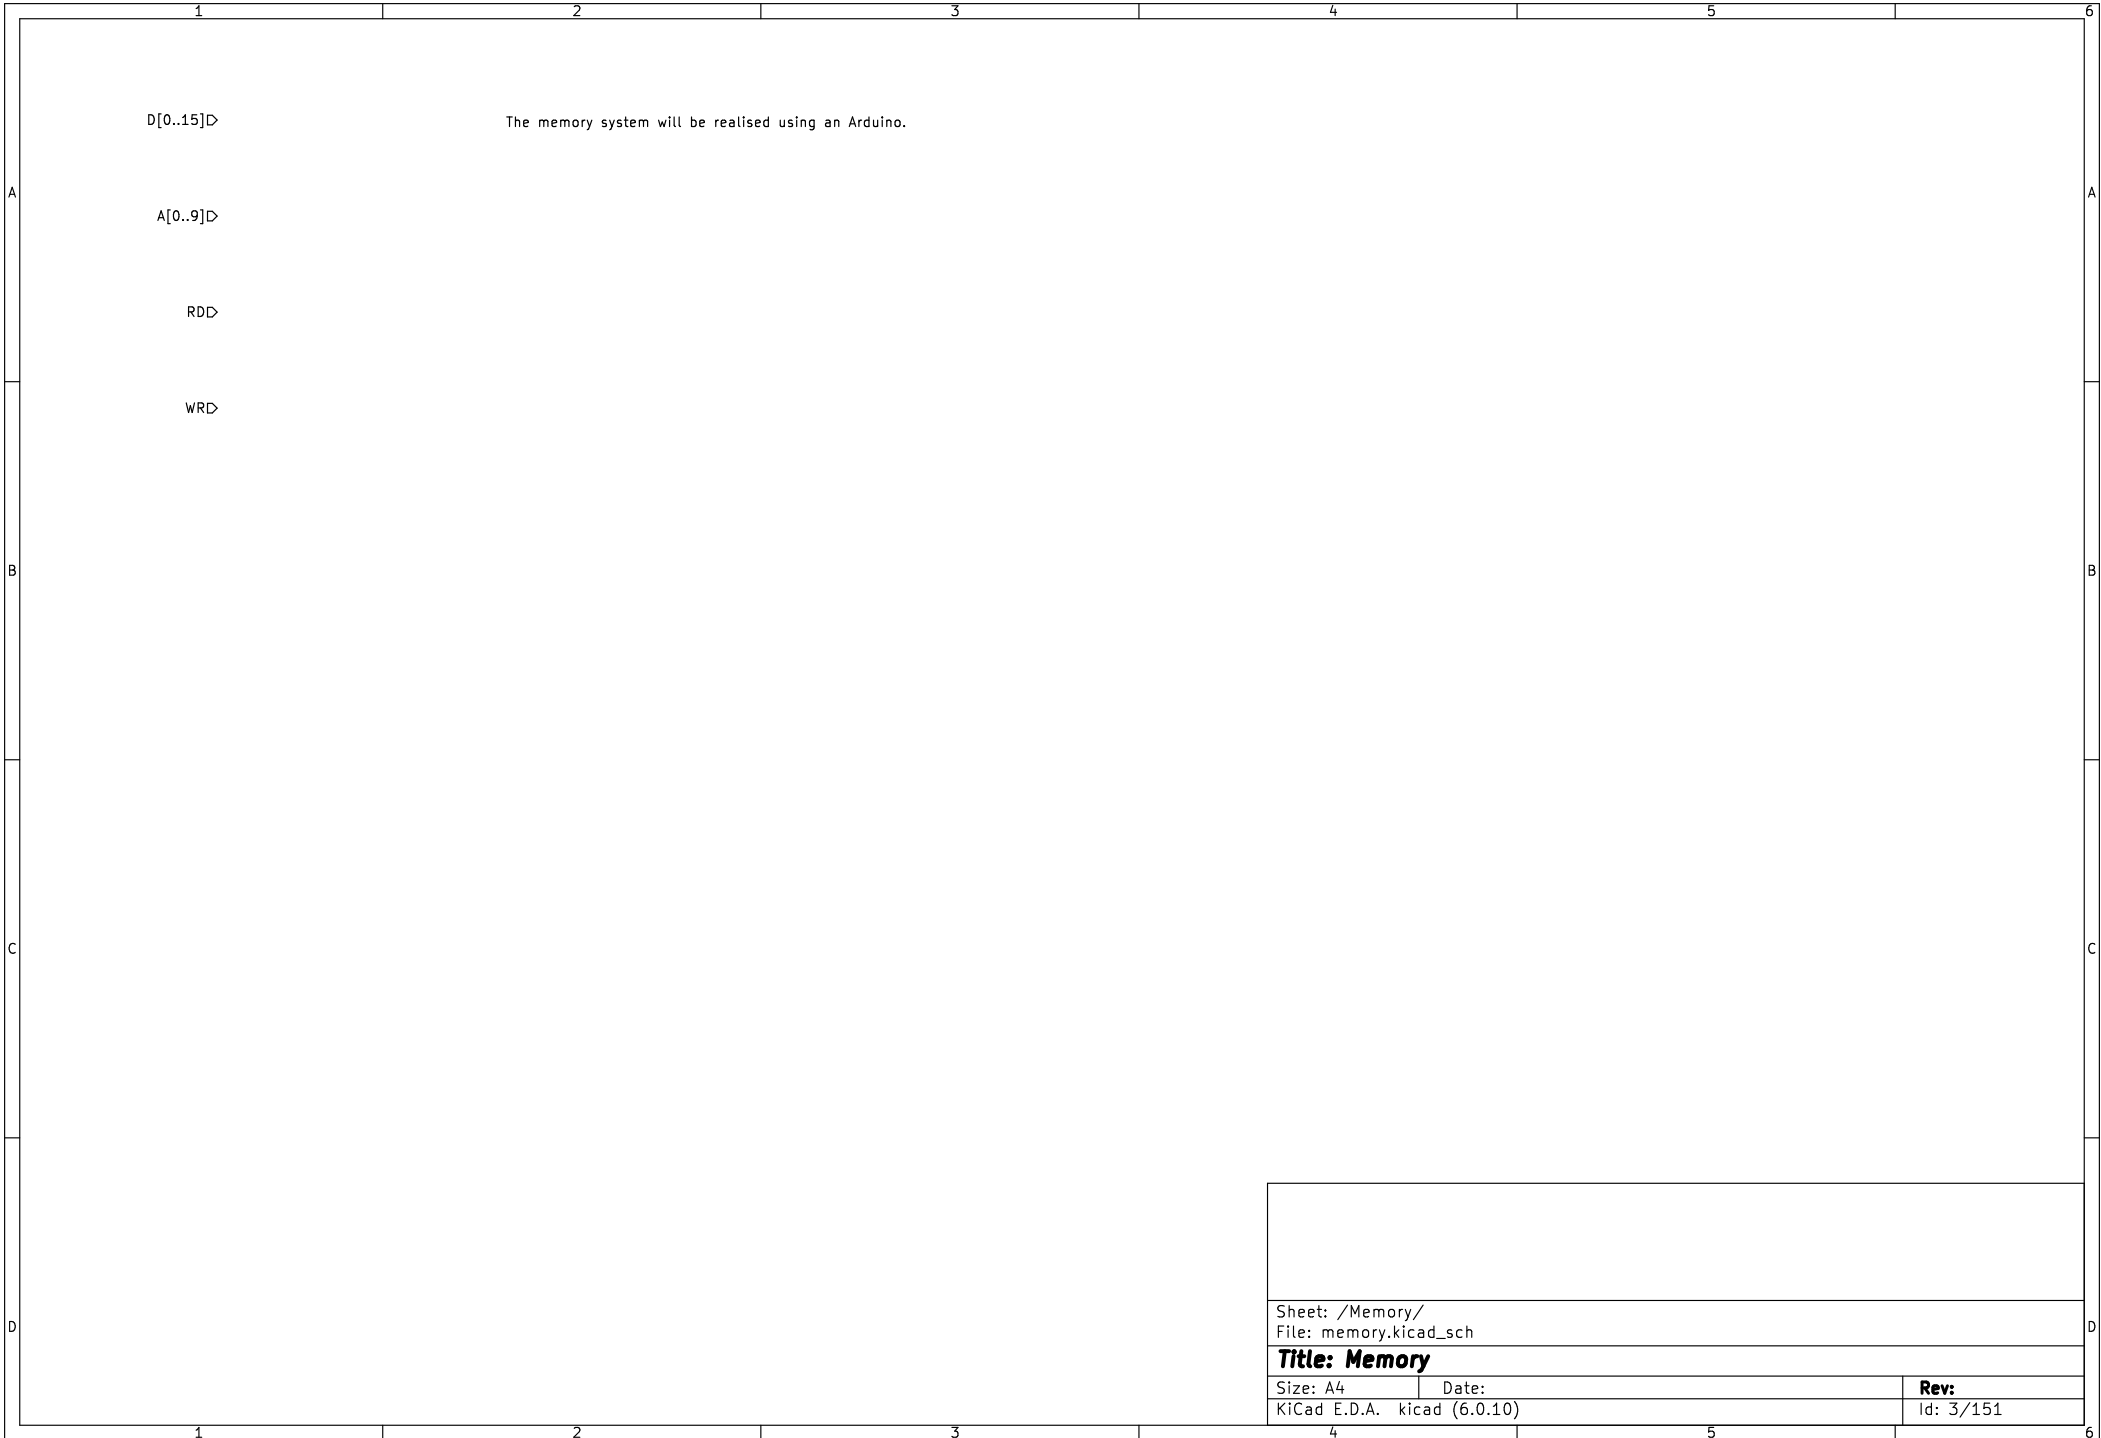 1 2 3 4 5 6
D[0..15]
The memory system will be realised using an Arduino.
A A
A[0..9]
RD
WR
B B
C C
Sheet: /Memory/
File: memory.kicad_sch
D D
Title: Memory
Size: A4 Date: Rev:
KiCad E.D.A. kicad (6.0.10) Id: 3/151
1 2 3 4 5 6